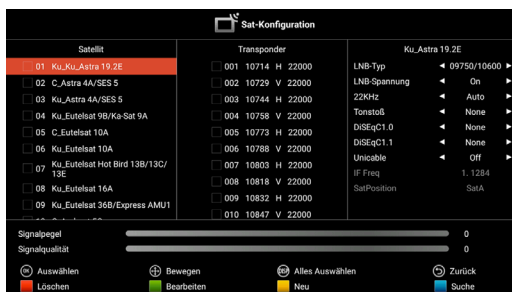 Sat-Konfiguration
Satellit
01 Ku_Ku_Astra 19.2E
02 C_Astra 4A/SES 5
03 Ku_Astra 4A/SES 5
04 Ku_Eutelsat 9B/Ka-Sat 9A
05 C_Eutelsat 10A
06 Ku_Eutelsat 10A
07 Ku_Eutelsat Hot Bird 13B/13C/
13E
08 Ku_Eutelsat 16A
09 Ku_Eutelsat 36B/Express AMU1
Transponder
001 10714 H 22000
002 10729 V 22000
003 10744 H 22000
004 10758 V 22000
005 10773 H 22000
006 10788 V 22000
007 10803 H 22000
008 10818 V 22000
009 10832 H 22000
010 10847 V 22000
Ku_Astra 19.2E
LNB-Typ 09750/10600
LNB-Spannung On
22KHz Auto
Tonstoß None
DiSEqC1.0 None
DiSEqC1.1 None
Unicable Off
IF Freq 1. 1284
SatPosition SatA
Signalpegel 0
Signalqualität 0
OK Auswählen
Bewegen
DISP Alles Auswählen
Zurück
Löschen
Bearbeiten
Neu
Suche